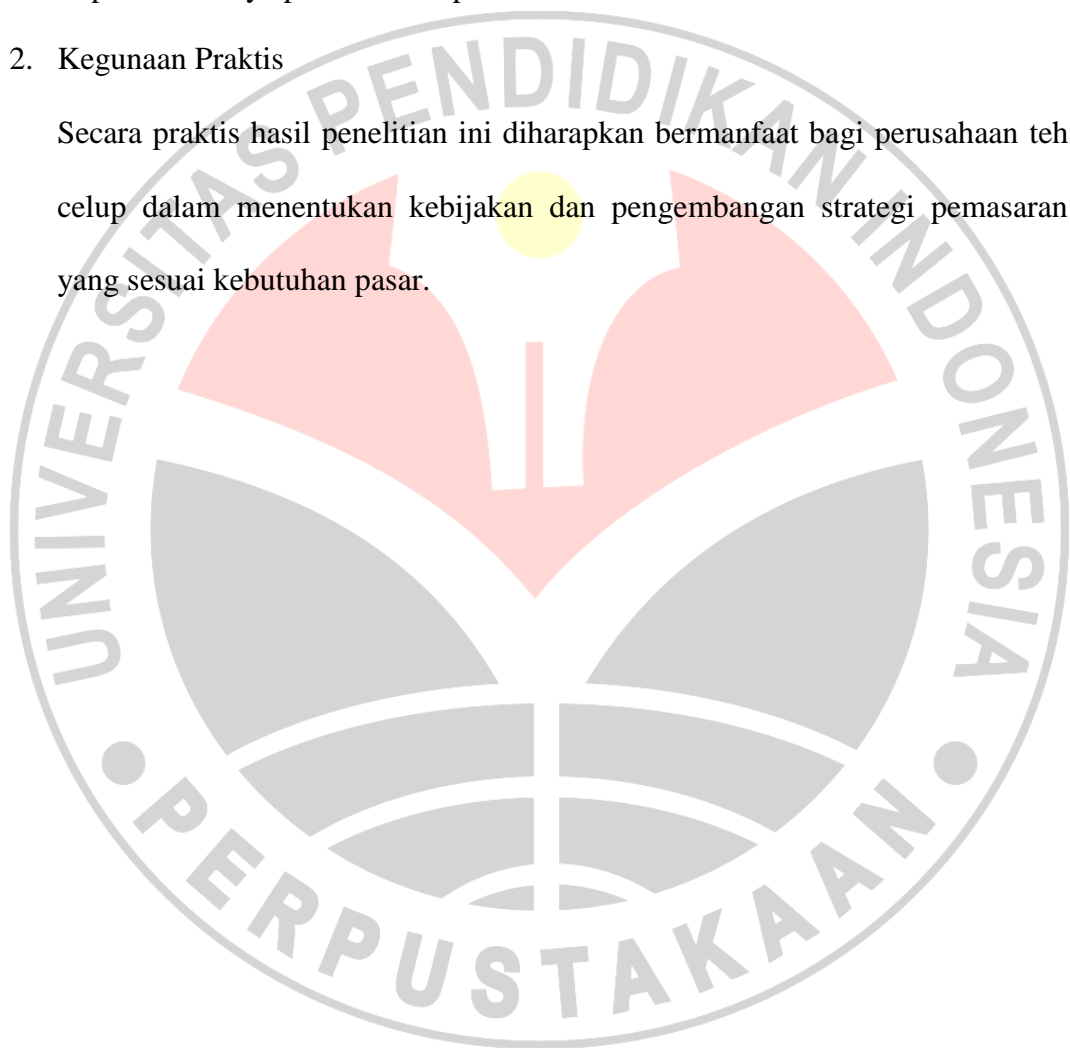 2. Kegunaan Praktis
Secara praktis hasil penelitian ini diharapkan bermanfaat bagi perusahaan teh
celup dalam menentukan kebijakan dan pengembangan strategi pemasaran
yang sesuai kebutuhan pasar.
UNIVERSITAS PENDIDIKAN INDONESIA
PERPUSTAKAAN